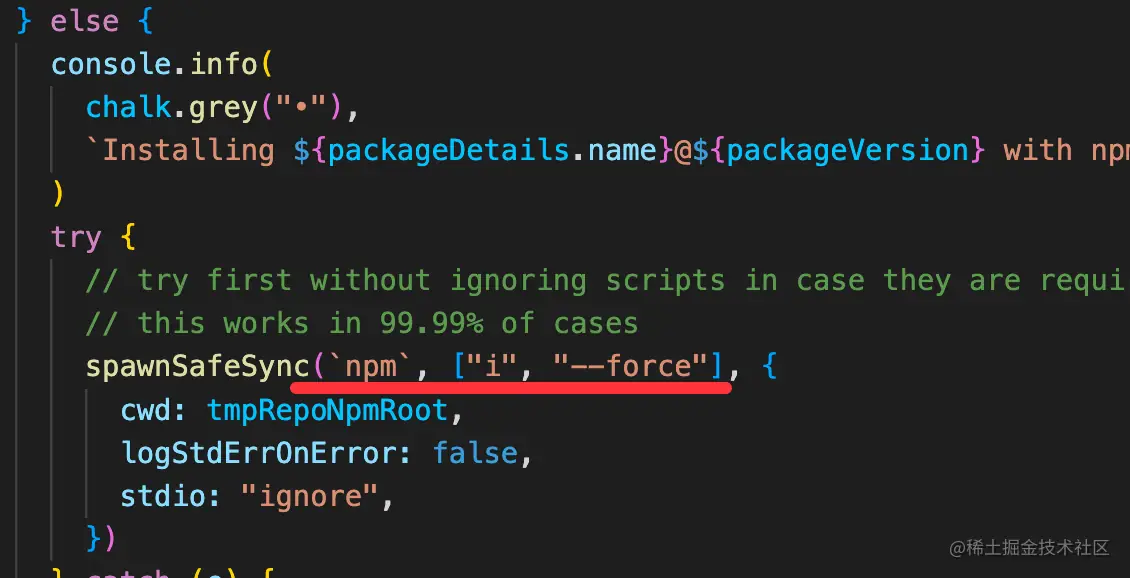 } else {
console.info(
chalk.grey("•"),
`Installing ${packageDetails.name}@${packageVersion} with
)
try {
// try first without ignoring scripts in case they are
// this works in 99.99% of cases
spawnSafeSync(`npm`, ["i", "--force"], {
cwd: tmpRepoNpmRoot,
logStdErrOnError: false,
stdio: "ignore",
})
@稀土掘金技术社区
} catch (e) {